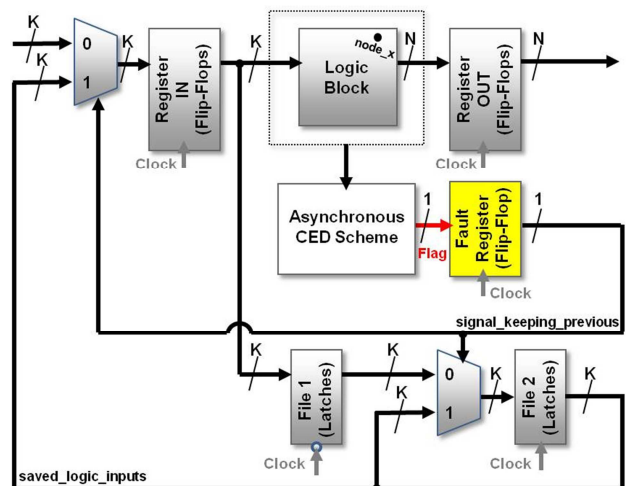 K
K
K
0
1
Register
IN
(Flip-Flops)
Clock
K
node_x
Logic
Block
N
Register
OUT
(Flip-Flops)
Clock
N
Asynchronous
CED Scheme
1
Flag
Fault
Register
(Flip-Flop)
Clock
1
signal_keeping_previous
K
File 1
(Latches)
Clock
K
K
0
1
K
File 2
(Latches)
Clock
K
saved_logic_inputs